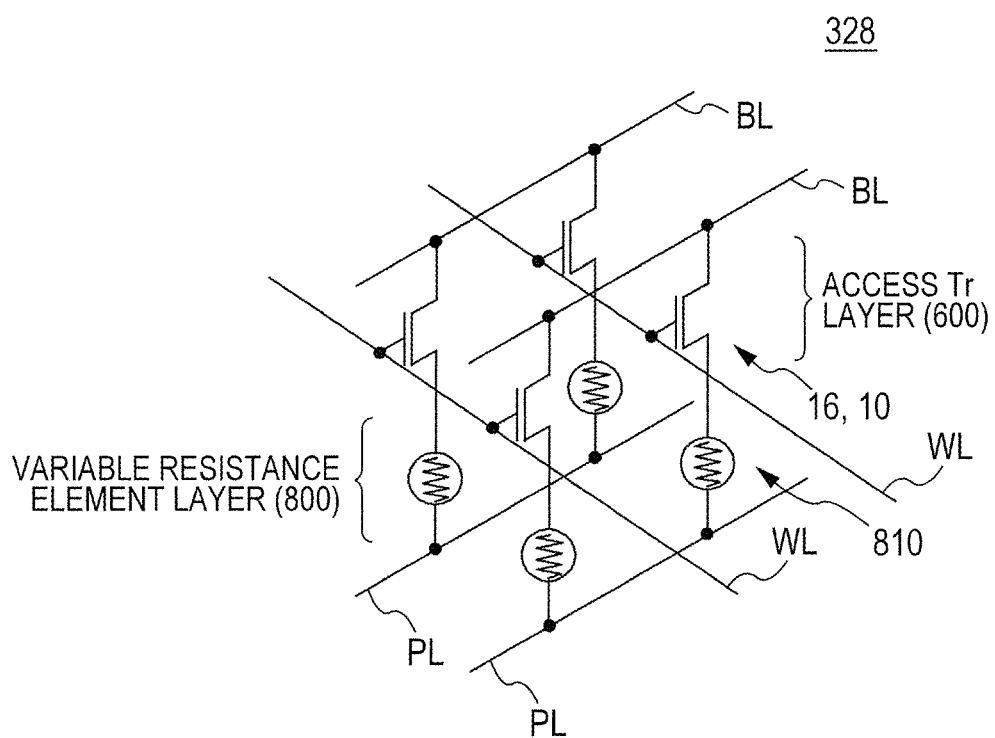 328
BL
BL
ACCESS Tr
LAYER (600)
16, 10
WL
VARIABLE RESISTANCE
ELEMENT LAYER (800)
810
WL
PL
PL